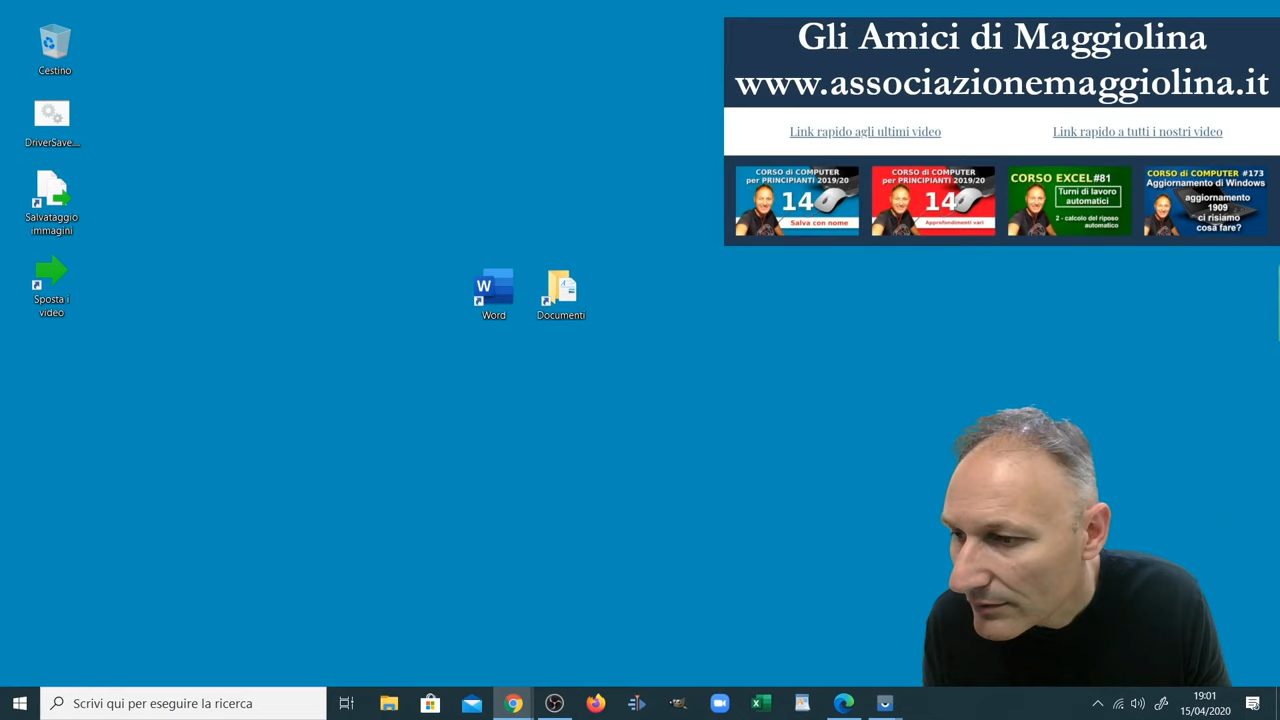 Cestino
DriverSave...
Salvataggio
immagini
Sposta i
video
Word
Documenti
Gli Amici di Maggiolina
www.associazionemaggiolina.it
Link rapido agli ultimi video
Link rapido a tutti i nostri video
CORSO di COMPUTER
per PRINCIPIANTI 2019/20
14
Salva con nome
CORSO di COMPUTER
per PRINCIPIANTI 2019/20
14
Approfondimenti vari
CORSO EXCEL#81
Turni di lavoro
automatici
2 - calcolo del riposo
automatico
CORSO di COMPUTER #173
Aggiornamento di Windows
aggiornamento
1909
ci risiamo
cosa fare?
Scrivi qui per eseguire la ricerca
19:01
15/04/2020